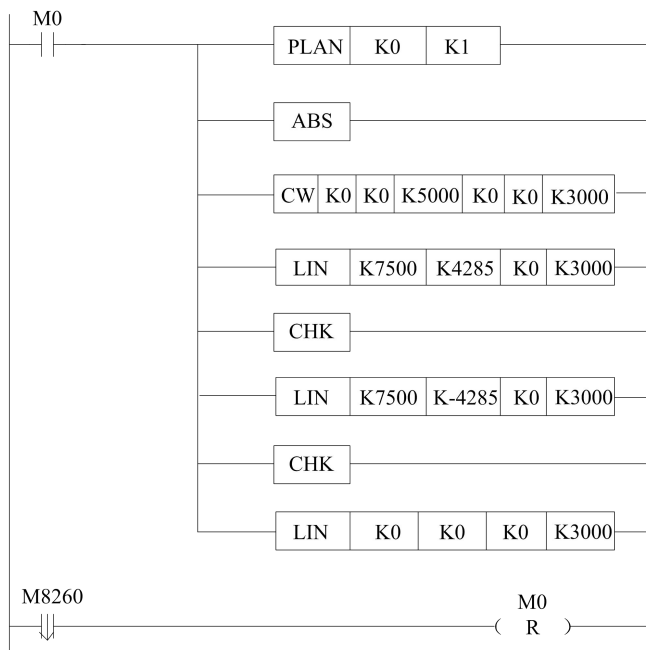 M0
PLAN K0 K1
ABS
CW K0 K0 K5000 K0 K0 K3000
LIN K7500 K4285 K0 K3000
CHK
LIN K7500 K-4285 K0 K3000
CHK
LIN K0 K0 K0 K3000
M8260
M0
( R )